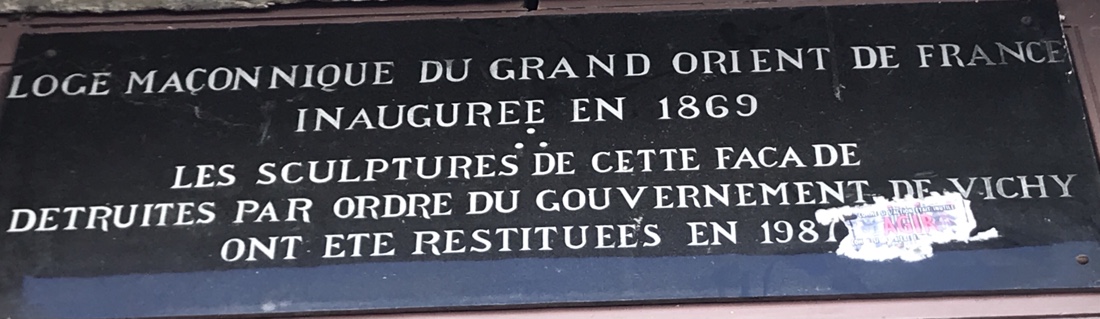 LOGE MAÇONNIQUE DU GRAND ORIENT DE FRANCE
INAUGUREE EN 1869
∴
LES SCULPTURES DE CETTE FACADE
DETRUITES PAR ORDRE DU GOUVERNEMENT DE VICHY
ONT ETE RESTITUEES EN 1987